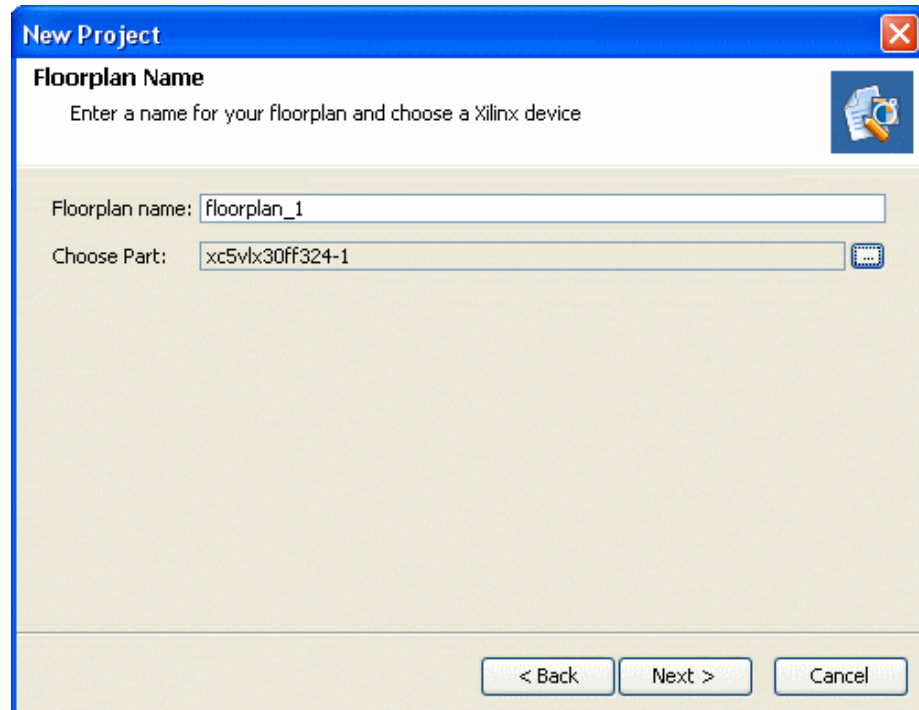 New Project
Floorplan Name
Enter a name for your floorplan and choose a Xilinx device
Floorplan name: floorplan_1
Choose Part: xc5vlx30ff324-1 ...
< Back Next > Cancel